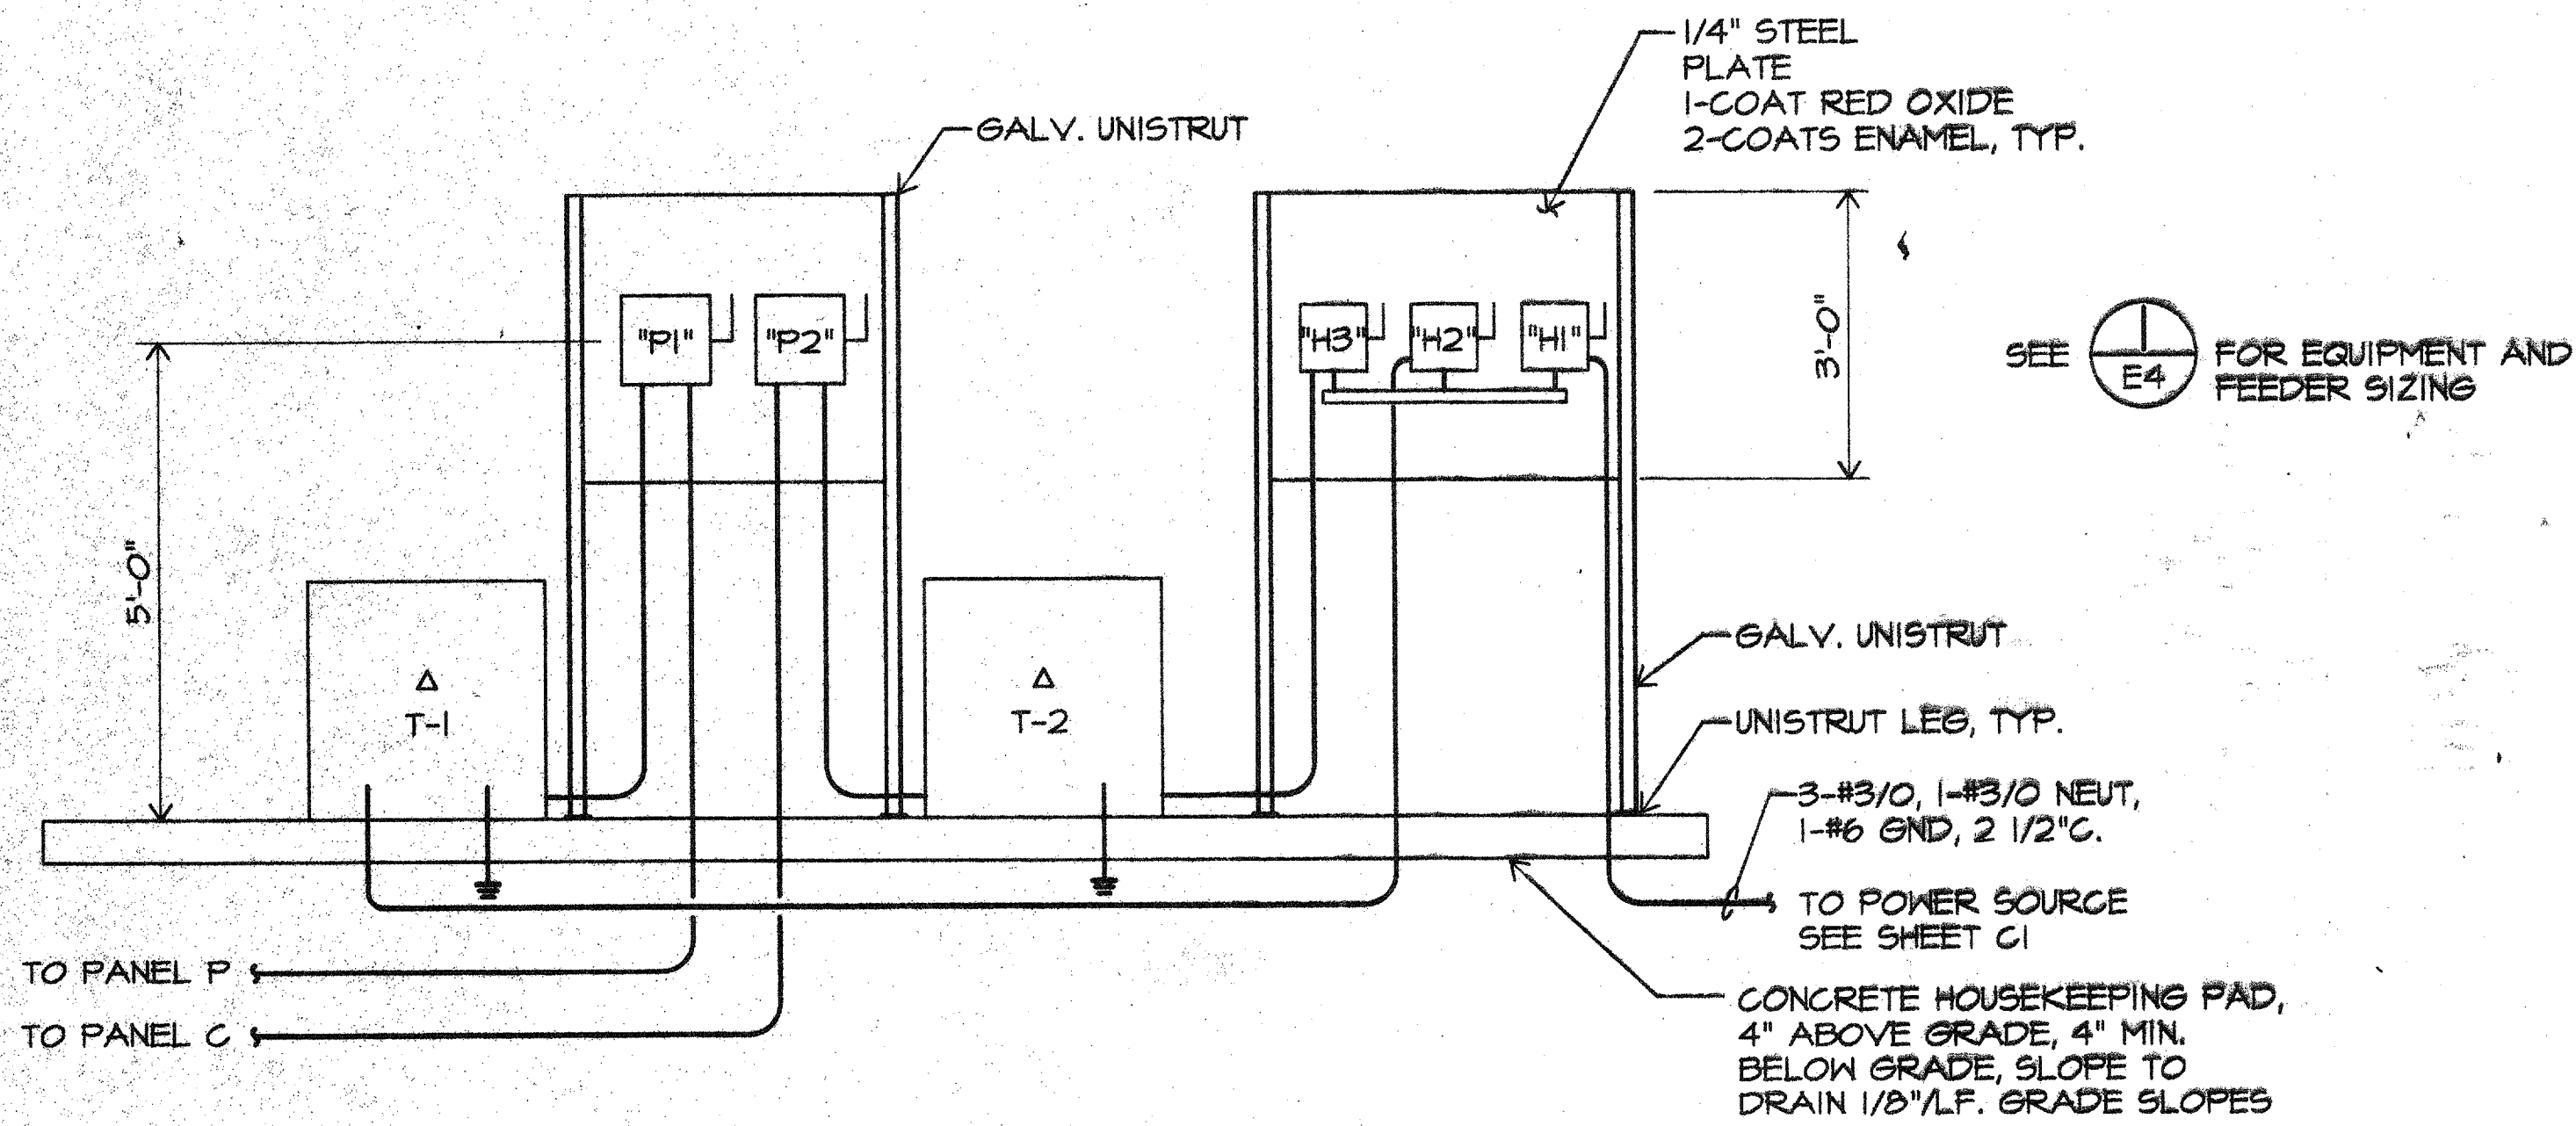 1/4" STEEL
PLATE
1-COAT RED OXIDE
2-COATS ENAMEL, TYP.
GALV. UNISTRUT
"P1"
"P2"
"H3"
"H2"
"H1"
3'-0"
SEE
1
E4
FOR EQUIPMENT AND
FEEDER SIZING
5'-0"
Δ
T-1
Δ
T-2
GALV. UNISTRUT
UNISTRUT LEG, TYP.
3-#3/0, 1-#3/0 NEUT,
1-#6 GND, 2 1/2"C.
TO POWER SOURCE
SEE SHEET C1
TO PANEL P
TO PANEL C
CONCRETE HOUSEKEEPING PAD,
4" ABOVE GRADE, 4" MIN.
BELOW GRADE, SLOPE TO
DRAIN 1/8"/LF. GRADE SLOPES